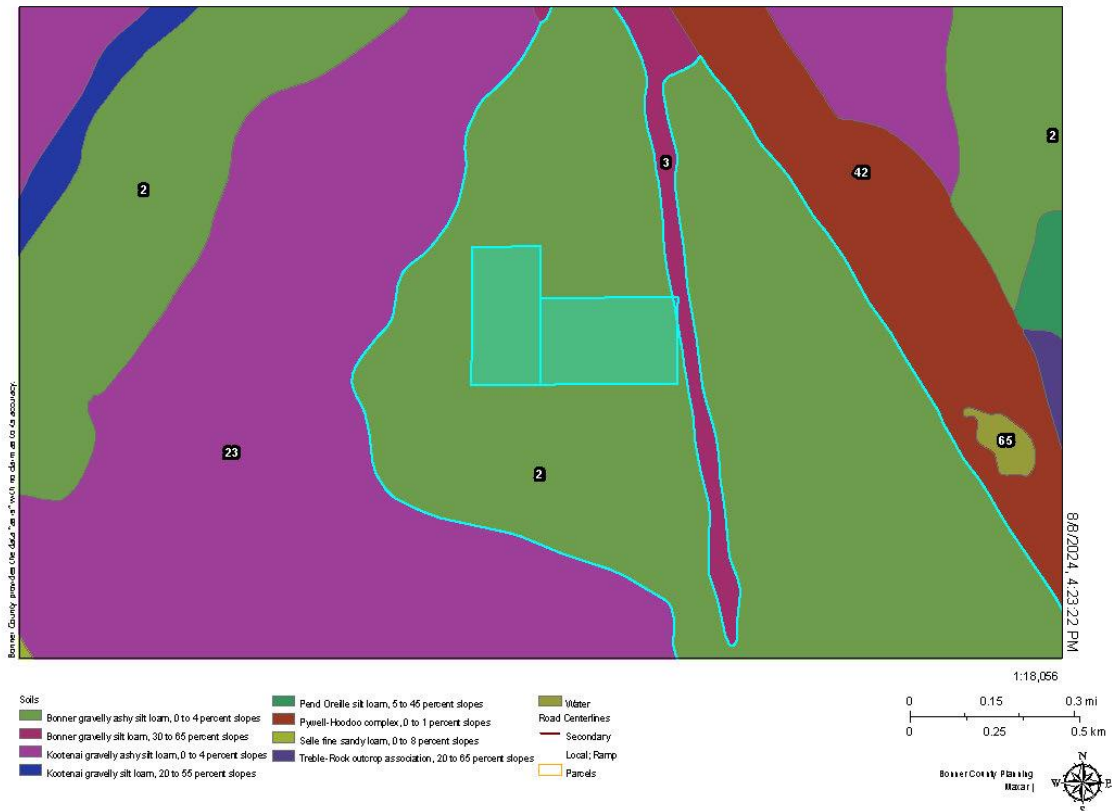 2
2
3
42
23
2
65
Bonner County provides the data "as is" with no claim as to its accuracy.
8/8/2024, 4:23:22 PM
1:18,056
Soils
Bonner gravelly ashy silt loam, 0 to 4 percent slopes
Bonner gravelly silt loam, 30 to 65 percent slopes
Kootenai gravelly ashy silt loam, 0 to 4 percent slopes
Kootenai gravelly silt loam, 20 to 55 percent slopes
Pend Oreille silt loam, 5 to 45 percent slopes
Pywell-Hoodoo complex, 0 to 1 percent slopes
Selle fine sandy loam, 0 to 8 percent slopes
Treble-Rock outcrop association, 20 to 65 percent slopes
Water
Road Centerlines
Secondary
Local; Ramp
Parcels
0 0.15 0.3 mi
0 0.25 0.5 km
Bonner County Planning
Maxar |
N
W E
S